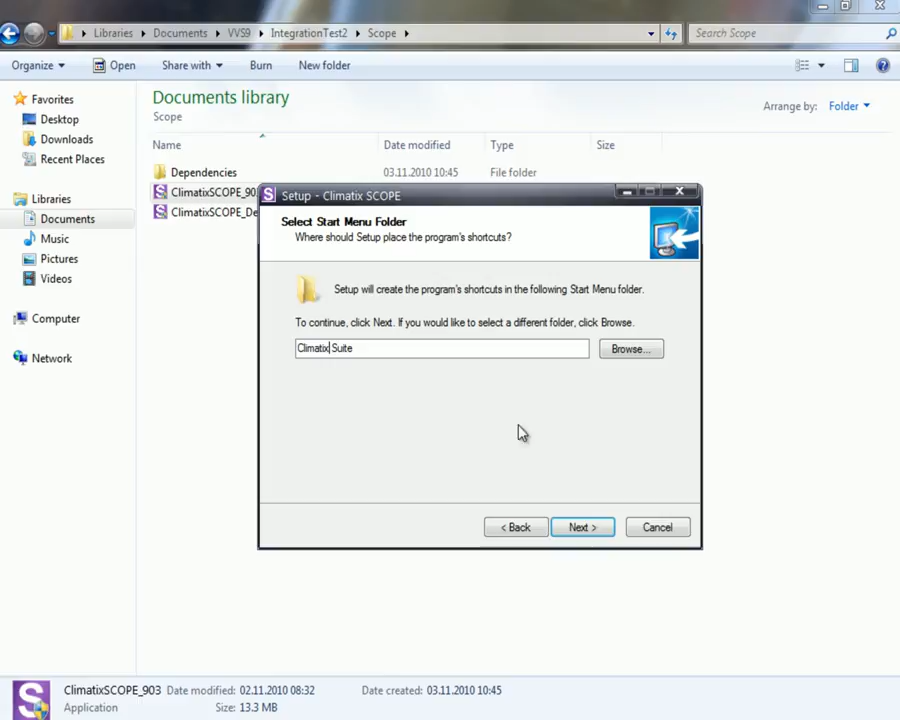 Libraries Documents VVS9 IntegrationTest2 Scope Search Scope
Organize Open Share with Burn New folder
Favorites
Desktop
Downloads
Recent Places
Libraries
Documents
Music
Pictures
Videos
Computer
Network
Documents library
Scope
Arrange by: Folder
Name Date modified Type Size
Dependencies 03.11.2010 10:45 File folder
ClimatixSCOPE_90
ClimatixSCOPE_De
Setup - Climatix SCOPE
Select Start Menu Folder
Where should Setup place the program's shortcuts?
Setup will create the program's shortcuts in the following Start Menu folder.
To continue, click Next. If you would like to select a different folder, click Browse.
Climatix Suite Browse...
< Back Next > Cancel
ClimatixSCOPE_903 Date modified: 02.11.2010 08:32 Date created: 03.11.2010 10:45
Application Size: 13.3 MB